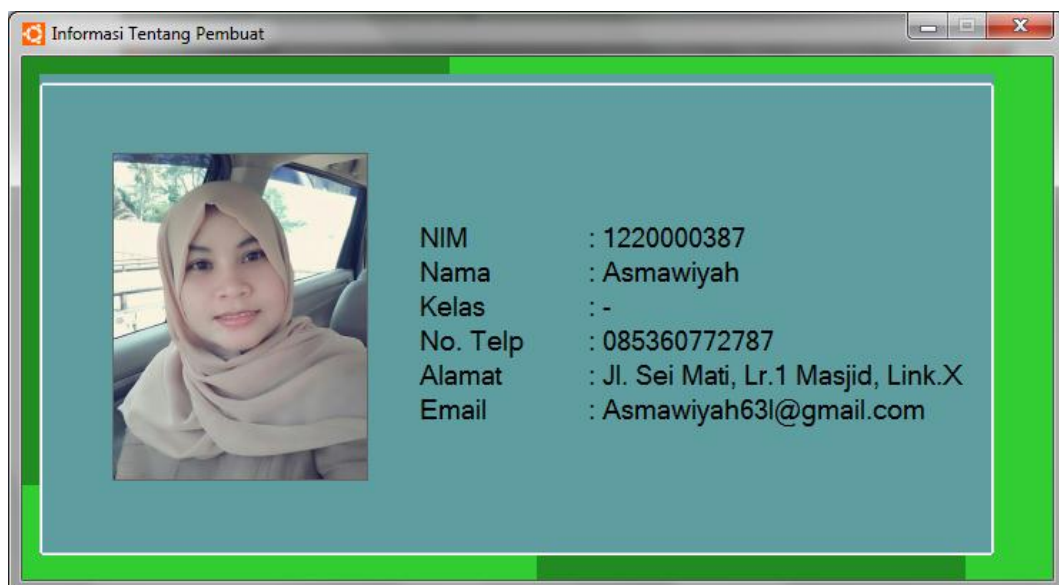 Informasi Tentang Pembuat
NIM : 1220000387
Nama : Asmawiyah
Kelas : -
No. Telp : 085360772787
Alamat : Jl. Sei Mati, Lr.1 Masjid, Link.X
Email : Asmawiyah63l@gmail.com